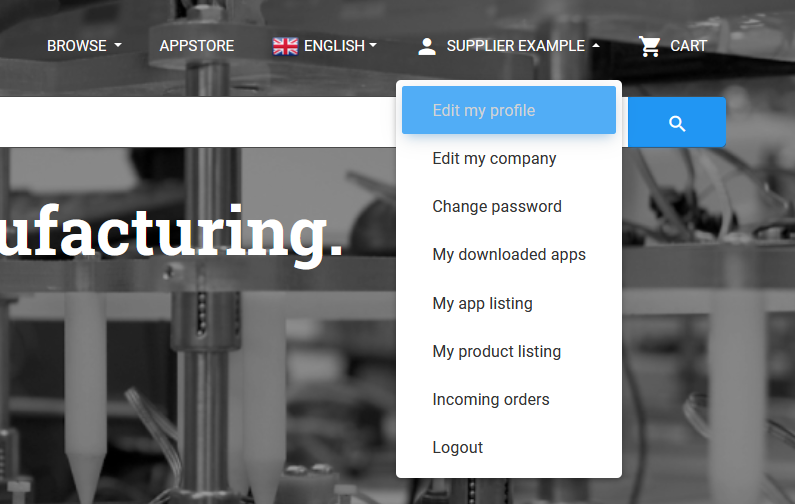 BROWSE
APPSTORE
ENGLISH
SUPPLIER EXAMPLE
CART
Edit my profile
Edit my company
Change password
ufacturing.
My downloaded apps
My app listing
My product listing
Incoming orders
Logout